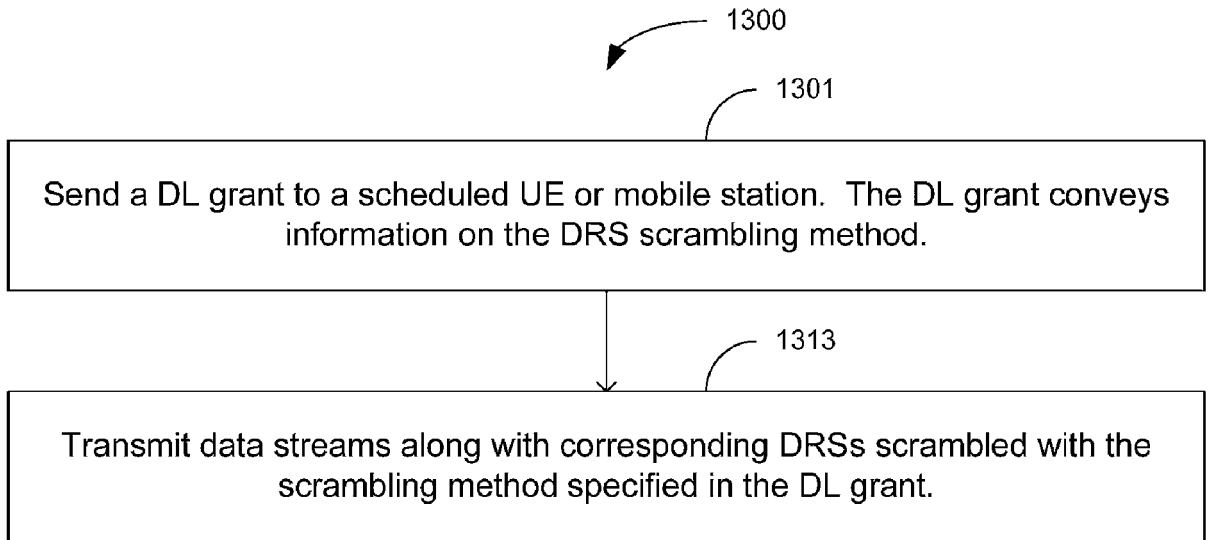 1300
1301
Send a DL grant to a scheduled UE or mobile station. The DL grant conveys
information on the DRS scrambling method.
1313
Transmit data streams along with corresponding DRSs scrambled with the
scrambling method specified in the DL grant.